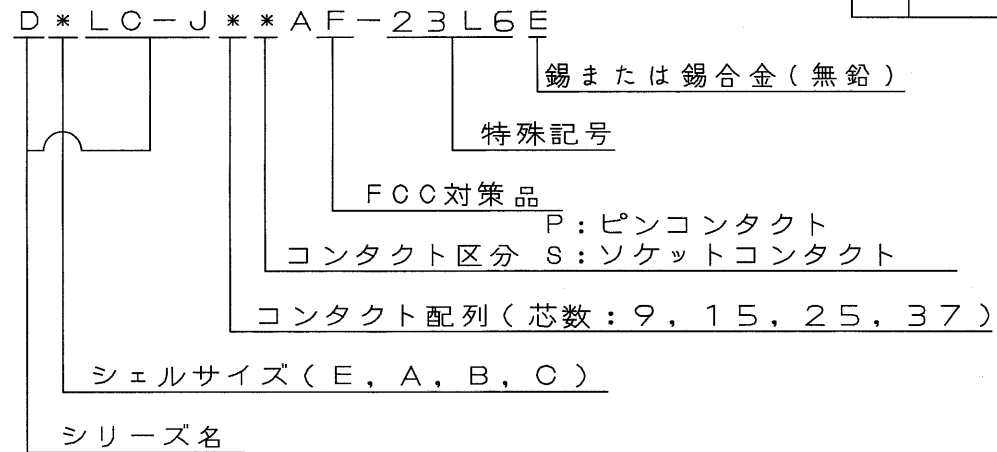 D*LC-J**AF-23L6E
錫または錫合金(無鉛)
特殊記号
FCC対策品
P:ピンコンタクト
コンタクト区分 S:ソケットコンタクト
コンタクト配列(芯数:9,15,25,37)
シェルサイズ(E,A,B,C)
シリーズ名